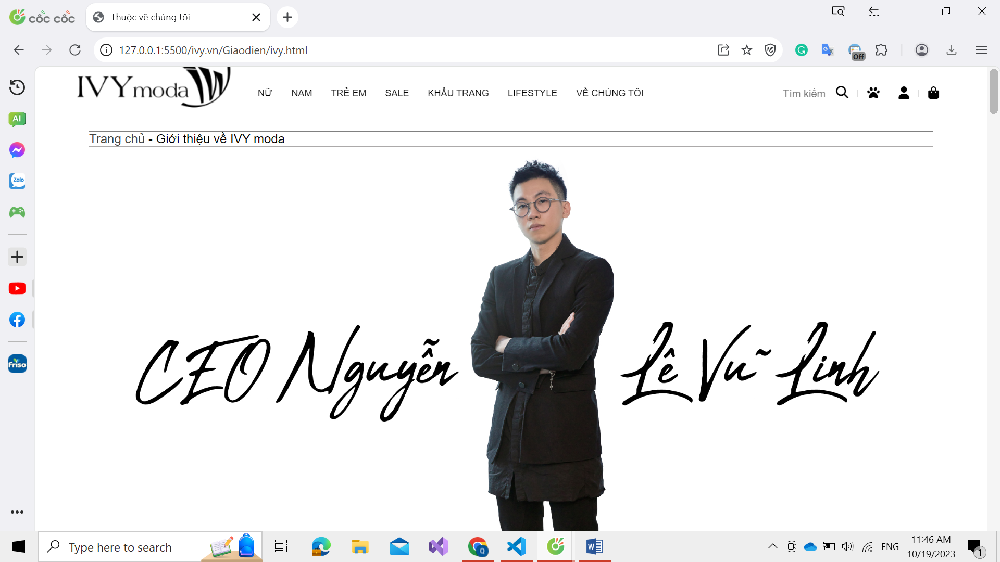 cốc cốc
Thuộc về chúng tôi
127.0.0.1:5500/ivy.vn/Giaodien/ivy.html
Off
IVY moda
NỮ NAM TRẺ EM SALE KHẨU TRANG LIFESTYLE VỀ CHÚNG TÔI
Tìm kiếm
AI
Trang chủ - Giới thiệu về IVY moda
Zalo
CEO Nguyễn Lê Vũ Linh
Friso
Type here to search
Q
W
ENG
11:46 AM
10/19/2023
1